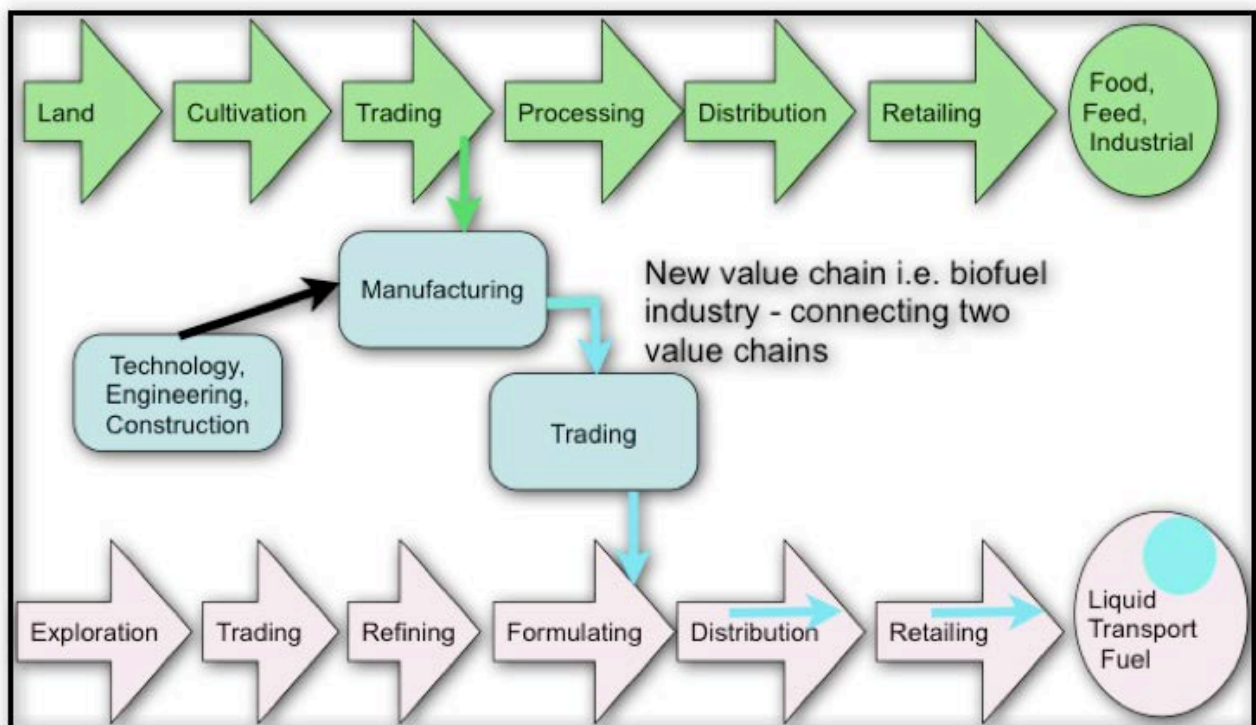 Land
Cultivation
Trading
Processing
Distribution
Retailing
Food,
Feed,
Industrial
Manufacturing
New value chain i.e. biofuel
industry - connecting two
value chains
Technology,
Engineering,
Construction
Trading
Exploration
Trading
Refining
Formulating
Distribution
Retailing
Liquid
Transport
Fuel